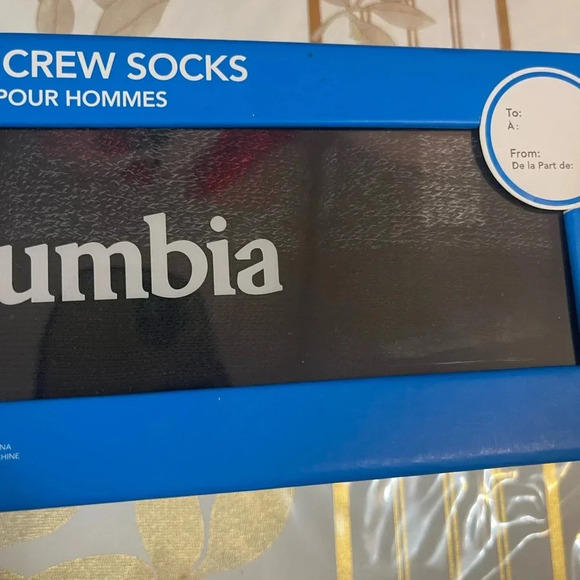 CREW SOCKS
POUR HOMMES
To:
À:
From:
De la Part de:
umbia
NA
HINE